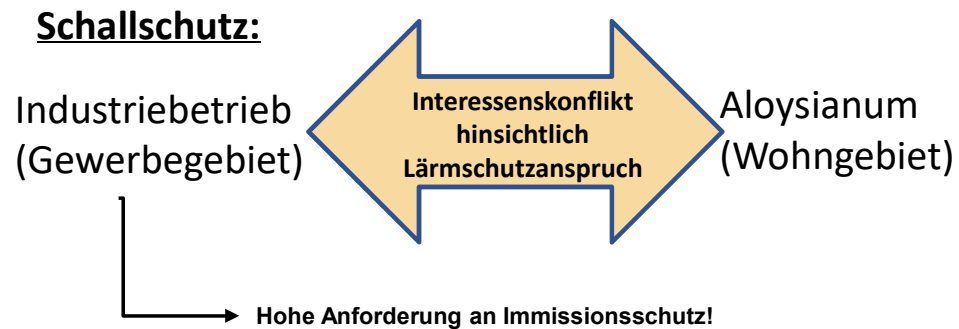 Schallschutz:
Industriebetrieb
(Gewerbegebiet)
Interessenskonflikt
hinsichtlich
Lärmschutzanspruch
Aloysianum
(Wohngebiet)
Hohe Anforderung an Immissionsschutz!